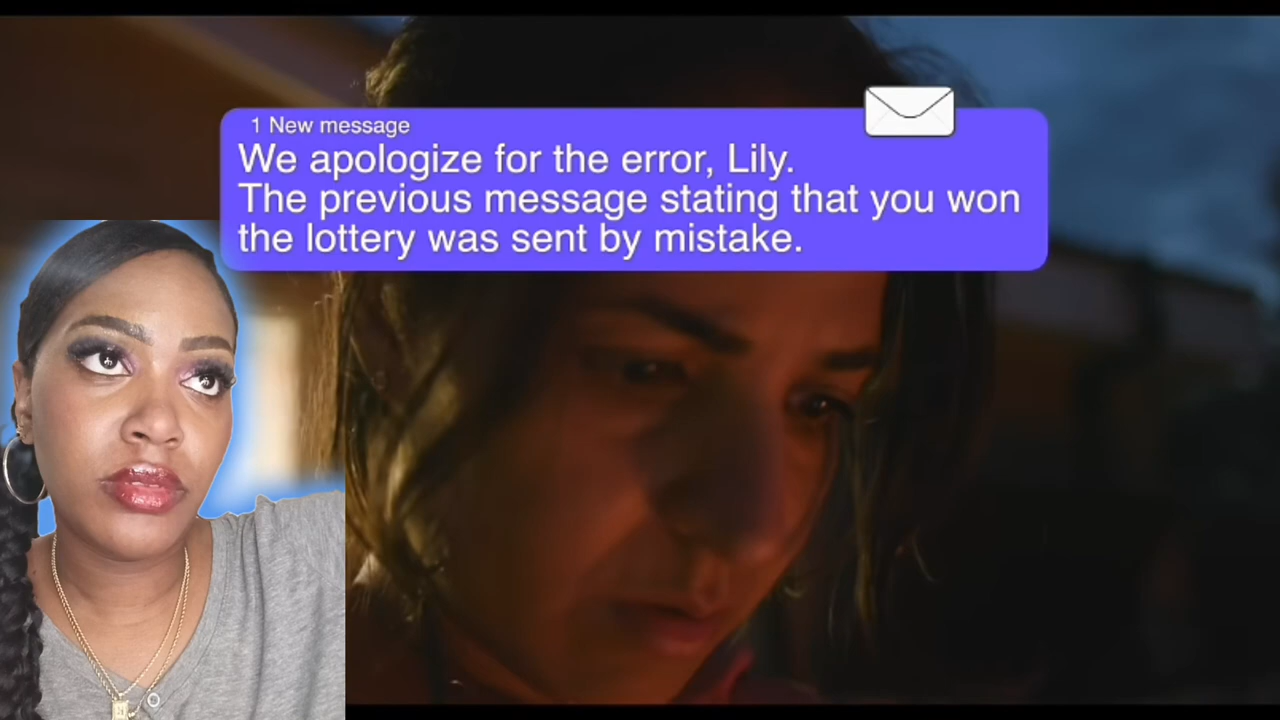 1 New message
We apologize for the error, Lily.
The previous message stating that you won
the lottery was sent by mistake.